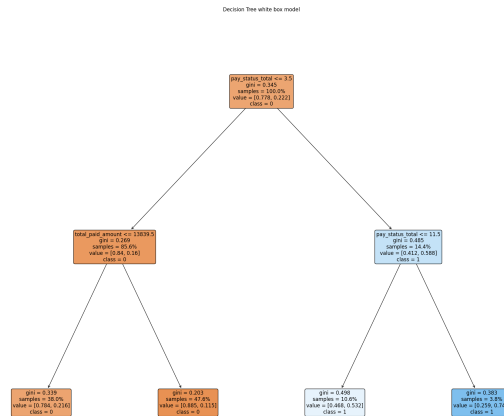 Decision Tree white box model
pay_status_total <= 3.5
gini = 0.345
samples = 100.0%
value = [0.778, 0.222]
class = 0
total_paid_amount <= 13839.5
gini = 0.269
samples = 85.6%
value = [0.84, 0.16]
class = 0
pay_status_total <= 11.5
gini = 0.485
samples = 14.4%
value = [0.412, 0.588]
class = 1
gini = 0.339
samples = 38.0%
value = [0.784, 0.216]
class = 0
gini = 0.203
samples = 47.6%
value = [0.885, 0.115]
class = 0
gini = 0.498
samples = 10.6%
value = [0.468, 0.532]
class = 1
gini = 0.383
samples = 3.8%
value = [0.259,
class = 1